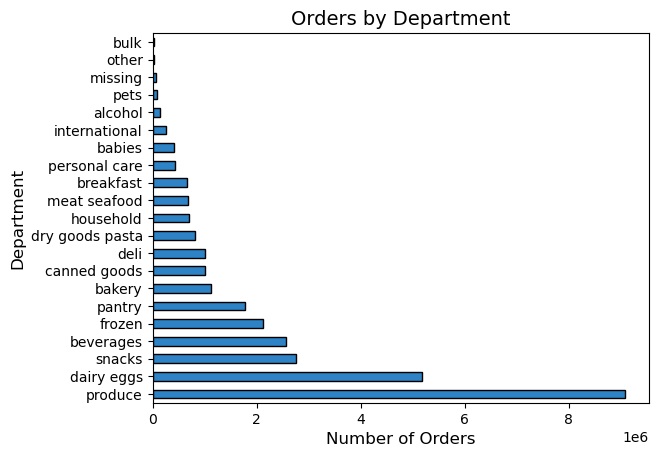 Orders by Department
Department
bulk
other
missing
pets
alcohol
international
babies
personal care
breakfast
meat seafood
household
dry goods pasta
deli
canned goods
bakery
pantry
frozen
beverages
snacks
dairy eggs
produce
0 2 4 6 8
1e6
Number of Orders